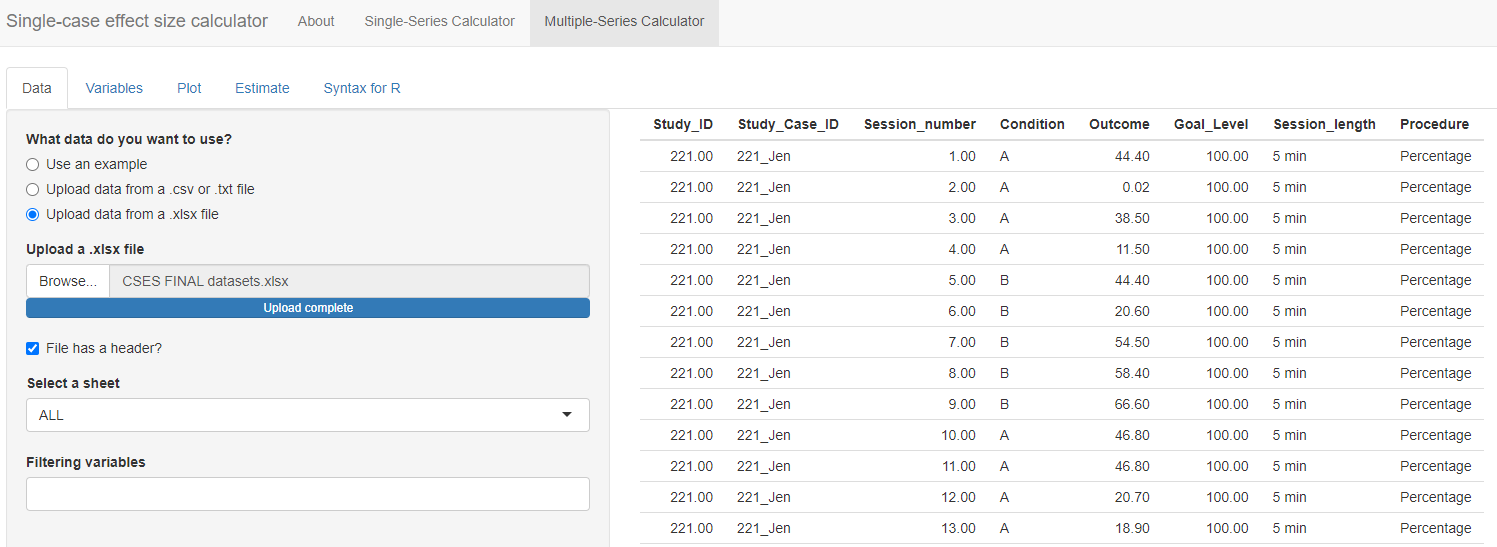 Single-case effect size calculator About Single-Series Calculator Multiple-Series Calculator
Data Variables Plot Estimate Syntax for R
What data do you want to use?
Use an example
Upload data from a .csv or .txt file
Upload data from a .xlsx file
Upload a .xlsx file
Browse... CSES FINAL datasets.xlsx
Upload complete
File has a header?
Select a sheet
ALL
Filtering variables
Study_ID Study_Case_ID Session_number Condition Outcome Goal_Level Session_length Procedure
221.00 221_Jen 1.00 A 44.40 100.00 5 min Percentage
221.00 221_Jen 2.00 A 0.02 100.00 5 min Percentage
221.00 221_Jen 3.00 A 38.50 100.00 5 min Percentage
221.00 221_Jen 4.00 A 11.50 100.00 5 min Percentage
221.00 221_Jen 5.00 B 44.40 100.00 5 min Percentage
221.00 221_Jen 6.00 B 20.60 100.00 5 min Percentage
221.00 221_Jen 7.00 B 54.50 100.00 5 min Percentage
221.00 221_Jen 8.00 B 58.40 100.00 5 min Percentage
221.00 221_Jen 9.00 B 66.60 100.00 5 min Percentage
221.00 221_Jen 10.00 A 46.80 100.00 5 min Percentage
221.00 221_Jen 11.00 A 46.80 100.00 5 min Percentage
221.00 221_Jen 12.00 A 20.70 100.00 5 min Percentage
221.00 221_Jen 13.00 A 18.90 100.00 5 min Percentage